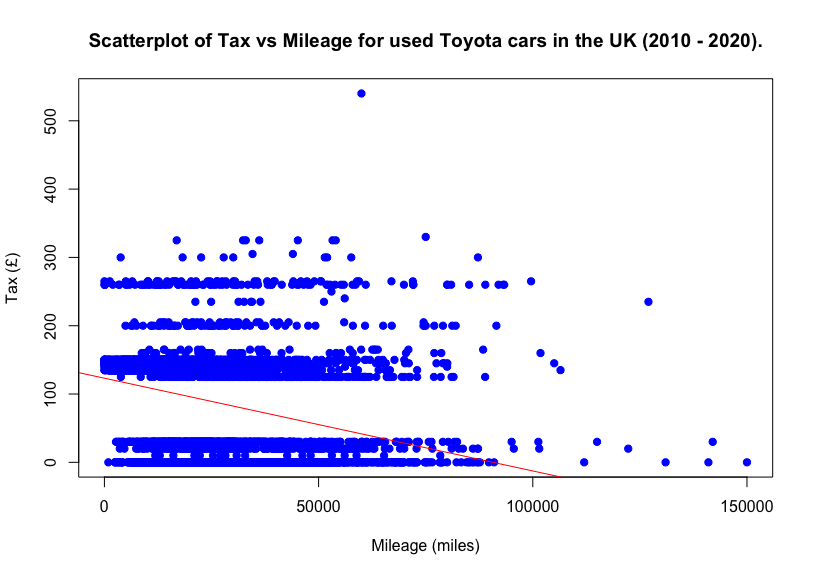 Scatterplot of Tax vs Mileage for used Toyota cars in the UK (2010 - 2020).
500
400
300
200
100
0
Tax (£)
0 50000 100000 150000
Mileage (miles)